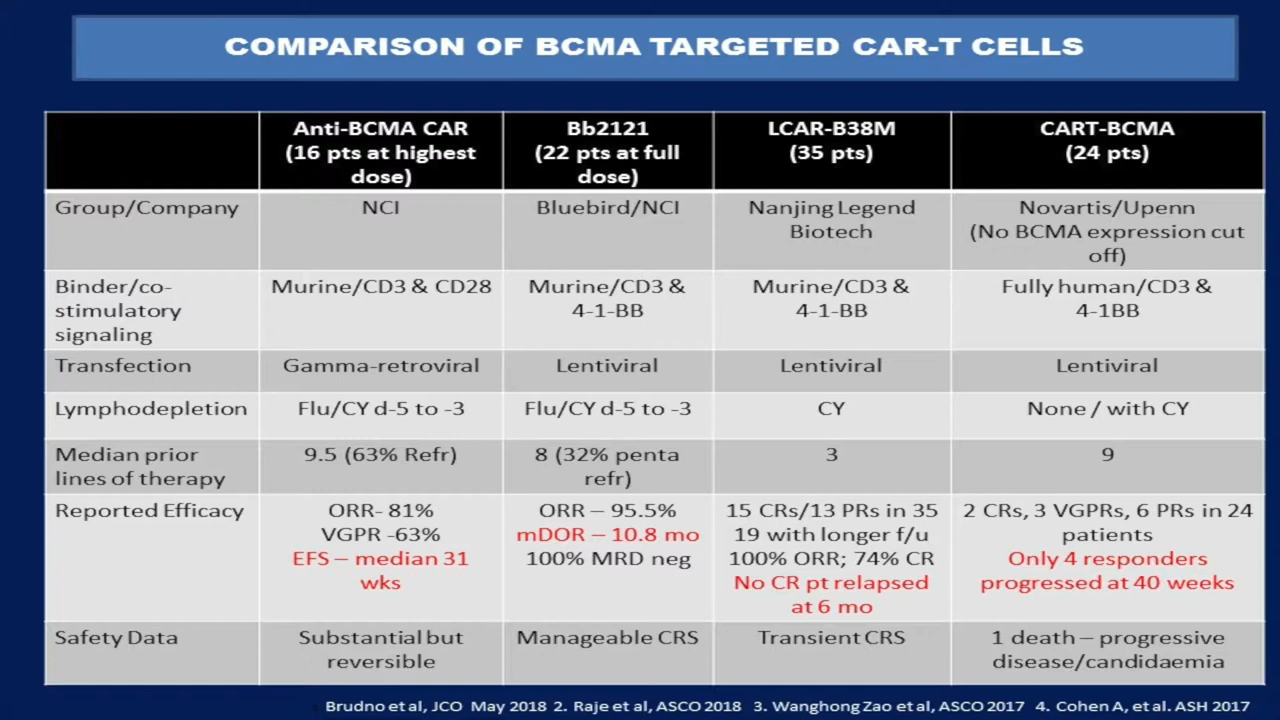 COMPARISON OF BCMA TARGETED CAR-T CELLS
Anti-BCMA CAR
(16 pts at highest
dose)
Bb2121
(22 pts at full
dose)
LCAR-B38M
(35 pts)
CART-BCMA
(24 pts)
Group/Company
NCI
Bluebird/NCI
Nanjing Legend
Biotech
Novartis/Upenn
(No BCMA expression cut
off)
Binder/co-
stimulatory
signaling
Murine/CD3 & CD28
Murine/CD3 &
4-1-BB
Murine/CD3 &
4-1-BB
Fully human/CD3 &
4-1BB
Transfection
Gamma-retroviral
Lentiviral
Lentiviral
Lentiviral
Lymphodepletion
Flu/CY d-5 to -3
Flu/CY d-5 to -3
CY
None / with CY
Median prior
lines of therapy
9.5 (63% Refr)
8 (32% penta
refr)
3
9
Reported Efficacy
ORR- 81%
VGPR -63%
EFS – median 31
wks
ORR – 95.5%
mDOR – 10.8 mo
100% MRD neg
15 CRs/13 PRs in 35
19 with longer f/u
100% ORR; 74% CR
No CR pt relapsed
at 6 mo
2 CRs, 3 VGPRs, 6 PRs in 24
patients
Only 4 responders
progressed at 40 weeks
Safety Data
Substantial but
reversible
Manageable CRS
Transient CRS
1 death – progressive
disease/candidaemia
Brudno et al, JCO May 2018 2. Raje et al, ASCO 2018 3. Wanghong Zao et al, ASCO 2017 4. Cohen A, et al. ASH 2017